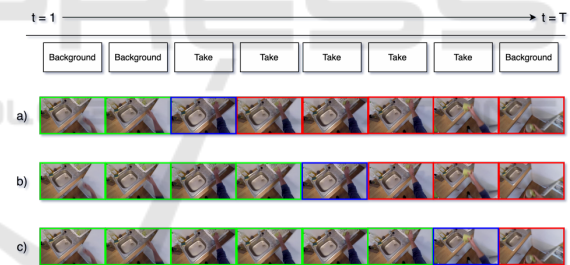 t = 1 t = T
Background Background Take Take Take Take Take Background
a)
b)
c)